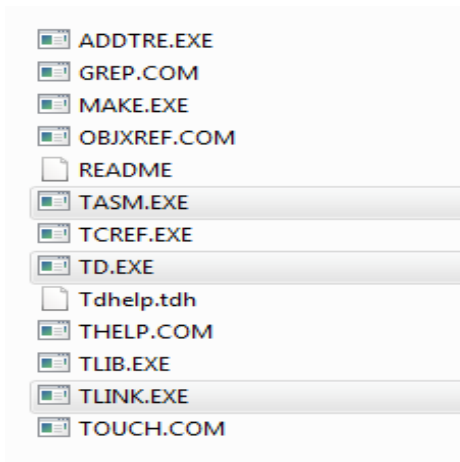 ADDTRE.EXE
GREP.COM
MAKE.EXE
OBJXREF.COM
README
TASM.EXE
TCREF.EXE
TD.EXE
Tdhelp.tdh
THELP.COM
TLIB.EXE
TLINK.EXE
TOUCH.COM